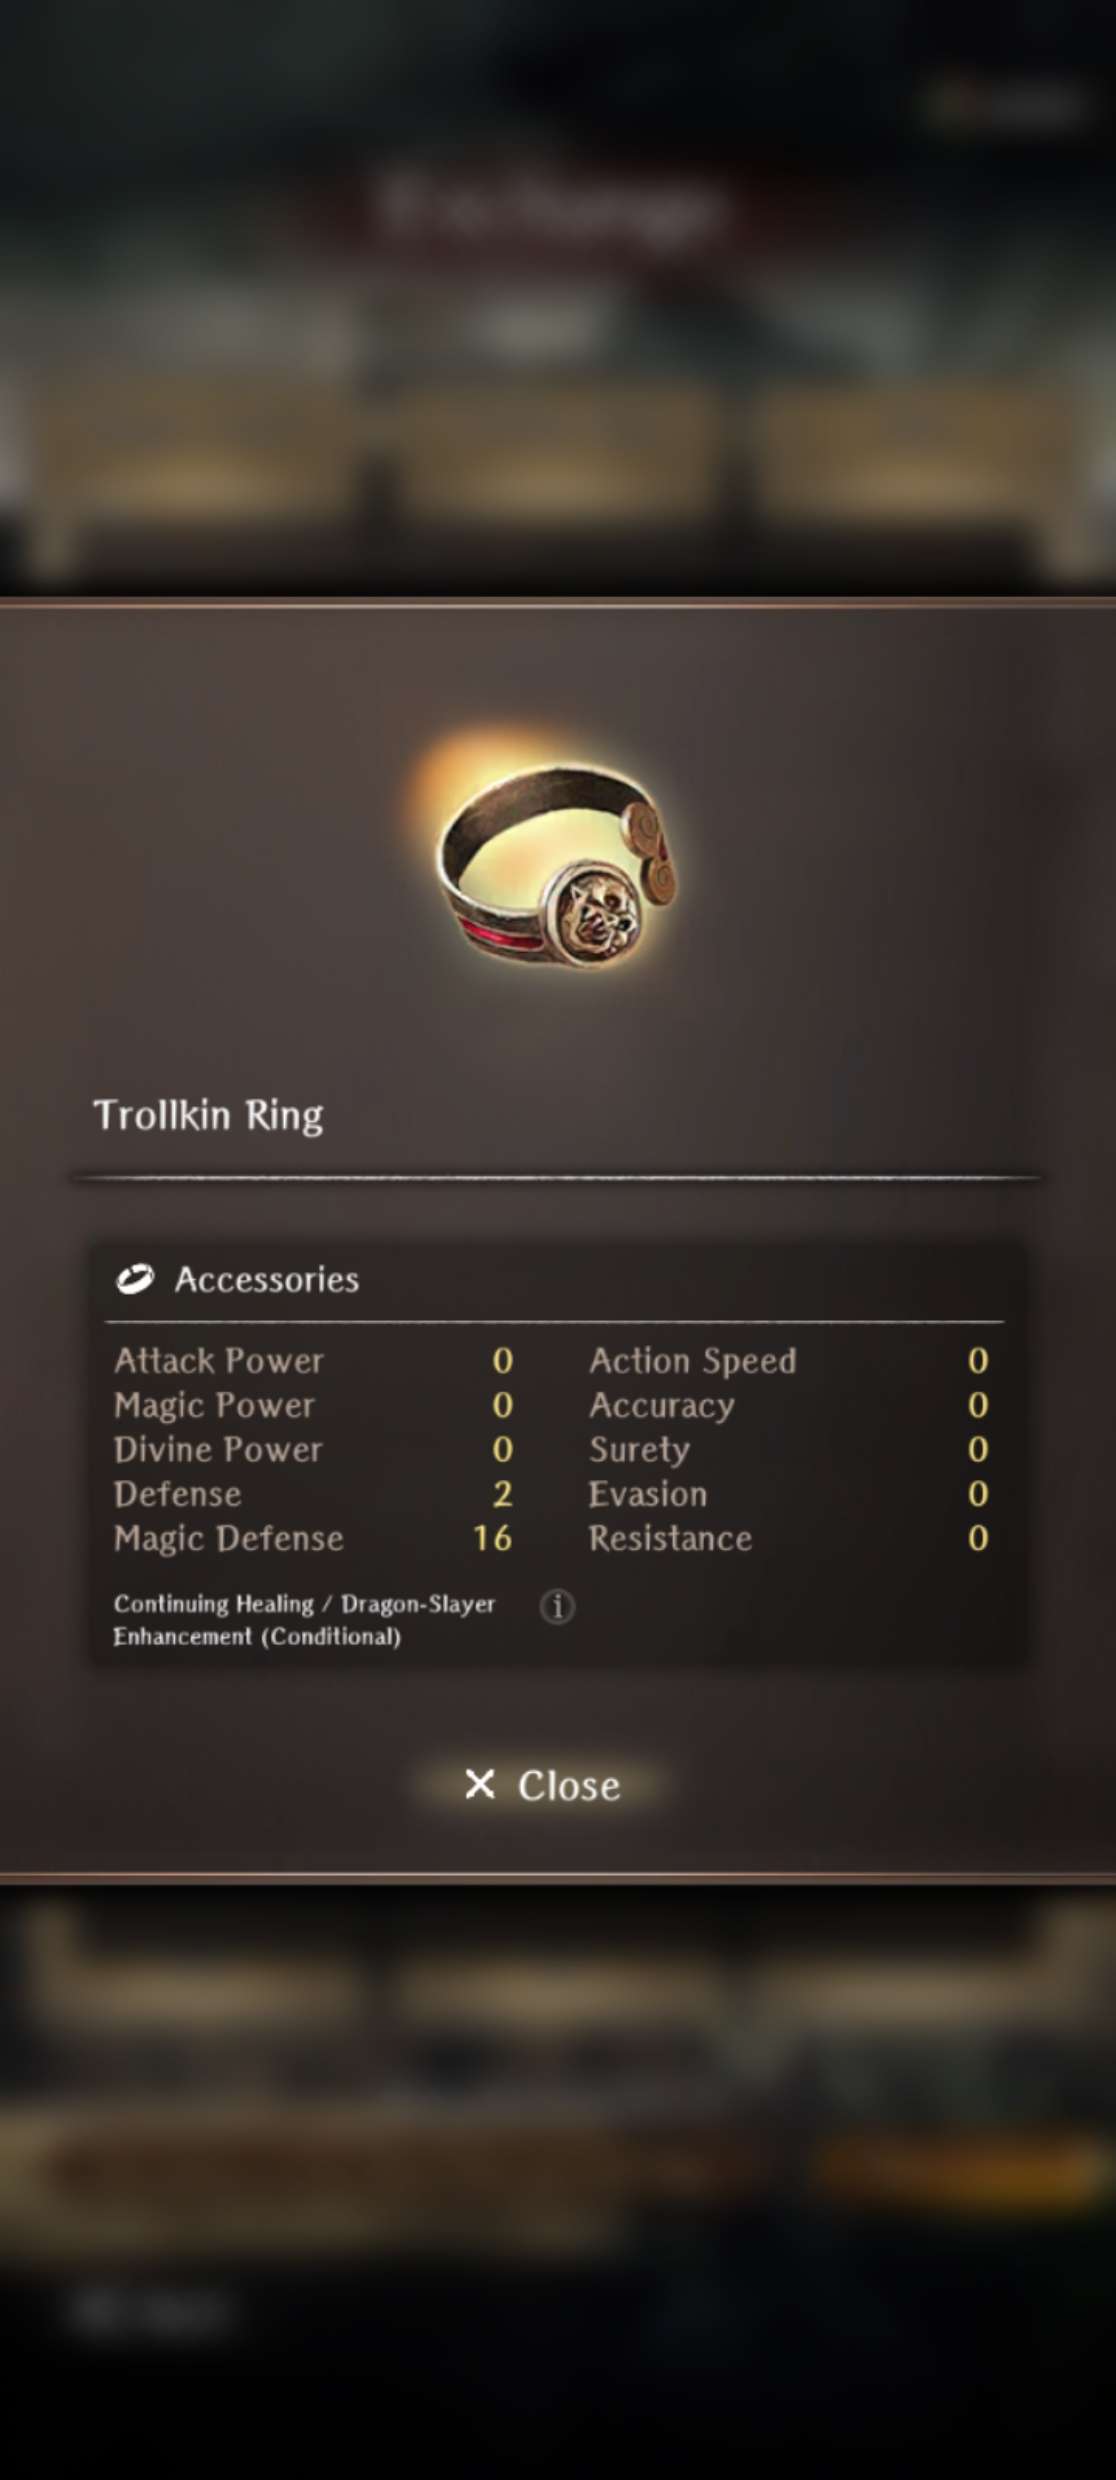 Exchange
Trollkin Ring
Accessories
Attack Power 0 Action Speed 0
Magic Power 0 Accuracy 0
Divine Power 0 Surety 0
Defense 2 Evasion 0
Magic Defense 16 Resistance 0
Continuing Healing / Dragon-Slayer
Enhancement (Conditional)
Close